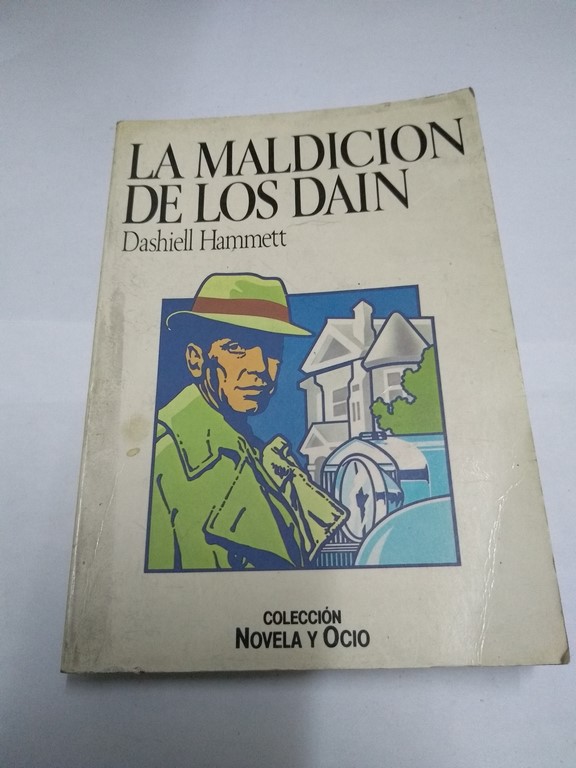 LA MALDICION
DE LOS DAIN
Dashiell Hammett
COLECCIÓN
NOVELA Y OCIO